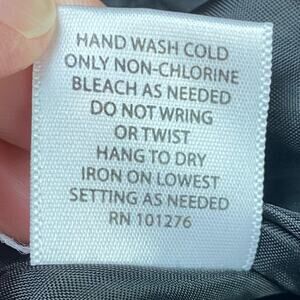 HAND WASH COLD
ONLY NON-CHLORINE
BLEACH AS NEEDED
DO NOT WRING
OR TWIST
HANG TO DRY
IRON ON LOWEST
SETTING AS NEEDED
RN 101276